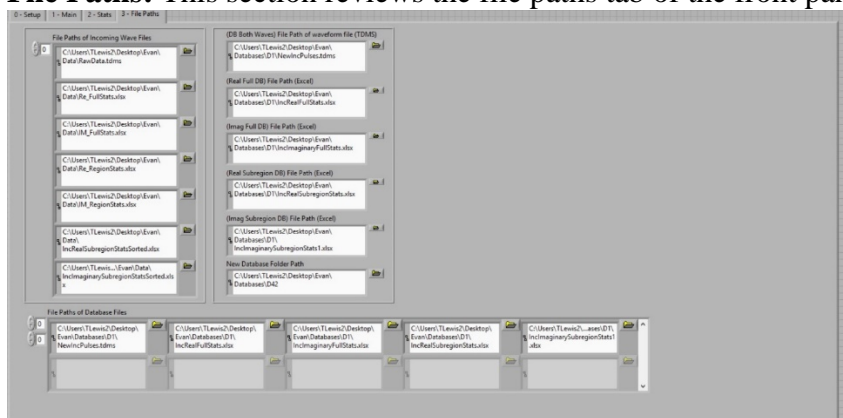 File Paths: This section reviews the file paths tab of the front pan
0 - Setup 1 - Main 2 - Stats 3 - File Paths
File Paths of Incoming Wave Files
0
C:\Users\TLewis2\Desktop\Evan\
Data\RawData.tdms
C:\Users\TLewis2\Desktop\Evan\
Data\Re_FullStats.xlsx
C:\Users\TLewis2\Desktop\Evan\
Data\IM_FullStats.xlsx
C:\Users\TLewis2\Desktop\Evan\
Data\Re_RegionStats.xlsx
C:\Users\TLewis2\Desktop\Evan\
Data\IM_RegionStats.xlsx
C:\Users\TLewis2\Desktop\Evan\
Data\
IncRealSubregionStatsSorted.xlsx
C:\Users\TLewis...\Evan\Data\
IncImaginarySubregionStatsSorted.xls
x
(DB Both Waves) File Path of waveform file (TDMS)
C:\Users\TLewis2\Desktop\Evan\
Databases\D1\NewIncPulses.tdms
(Real Full DB) File Path (Excel)
C:\Users\TLewis2\Desktop\Evan\
Databases\D1\IncRealFullStats.xlsx
(Imag Full DB) File Path (Excel)
C:\Users\TLewis2\Desktop\Evan\
Databases\D1\IncImaginaryFullStats.xlsx
(Real Subregion DB) File Path (Excel)
C:\Users\TLewis2\Desktop\Evan\
Databases\D1\IncRealSubregionStats.xlsx
(Imag Subregion DB) File Path (Excel)
C:\Users\TLewis2\Desktop\Evan\
Databases\D1\
IncImaginarySubregionStats1.xlsx
New Database Folder Path
C:\Users\TLewis2\Desktop\Evan\
Databases\D42
File Paths of Database Files
0
0
C:\Users\TLewis2\Desktop\
Evan\Databases\D1\
NewIncPulses.tdms
C:\Users\TLewis2\Desktop\
Evan\Databases\D1\
IncRealFullStats.xlsx
C:\Users\TLewis2\Desktop\
Evan\Databases\D1\
IncImaginaryFullStats.xlsx
C:\Users\TLewis2\Desktop\
Evan\Databases\D1\
IncRealSubregionStats.xlsx
C:\Users\TLewis2\...ases\D1\
IncImaginarySubregionStats1
.xlsx